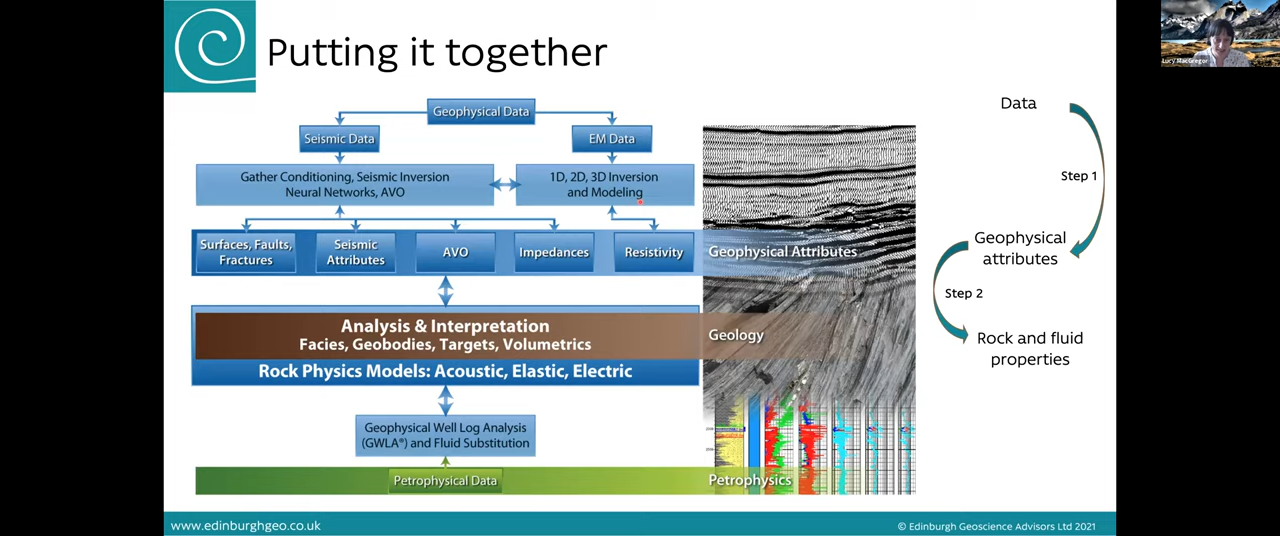 Putting it together
Geophysical Data
Seismic Data
EM Data
Gather Conditioning, Seismic Inversion
Neural Networks, AVO
1D, 2D, 3D Inversion
and Modeling
Surfaces, Faults,
Fractures
Seismic
Attributes
AVO
Impedances
Resistivity
Geophysical Attributes
Analysis & Interpretation
Facies, Geobodies, Targets, Volumetrics
Geology
Rock Physics Models: Acoustic, Elastic, Electric
Geophysical Well Log Analysis
(GWLA®) and Fluid Substitution
Petrophysical Data
Petrophysics
Data
Step 1
Geophysical
attributes
Step 2
Rock and fluid
properties
www.edinburghgeo.co.uk
© Edinburgh Geoscience Advisors Ltd 2021
Lucy MacGregor